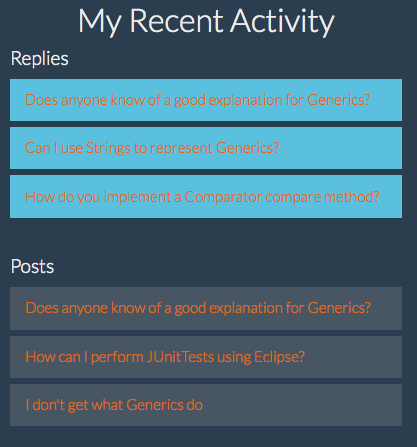 My Recent Activity
Replies
Does anyone know of a good explanation for Generics?
Can I use Strings to represent Generics?
How do you implement a Comparator compare method?
Posts
Does anyone know of a good explanation for Generics?
How can I perform JUnitTests using Eclipse?
I don't get what Generics do